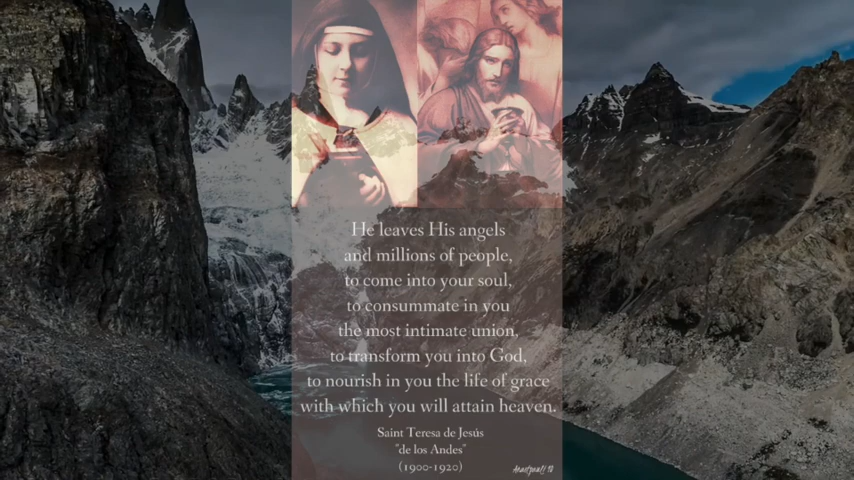 He leaves His angels
and millions of people,
to come into your soul,
to consummate in you
the most intimate union,
to transform you into God,
to nourish in you the life of grace
with which you will attain heaven.
Saint Teresa de Jesús
"de los Andes"
(1900-1920)